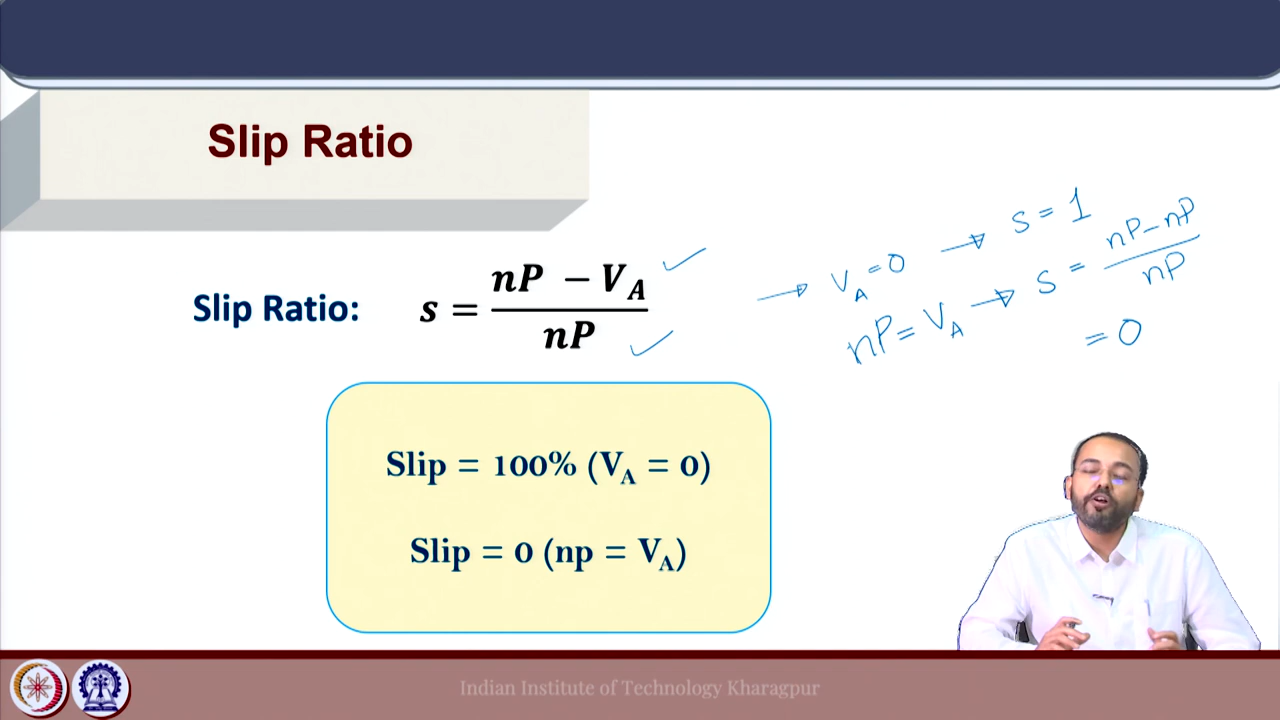 Slip Ratio
Slip Ratio: s = (nP − V_A) / nP
→ V_A = 0 → s = 1
nP = V_A → s = (nP − nP) / nP
= 0
Slip = 100% (V_A = 0)
Slip = 0 (np = V_A)
Indian Institute of Technology Kharagpur